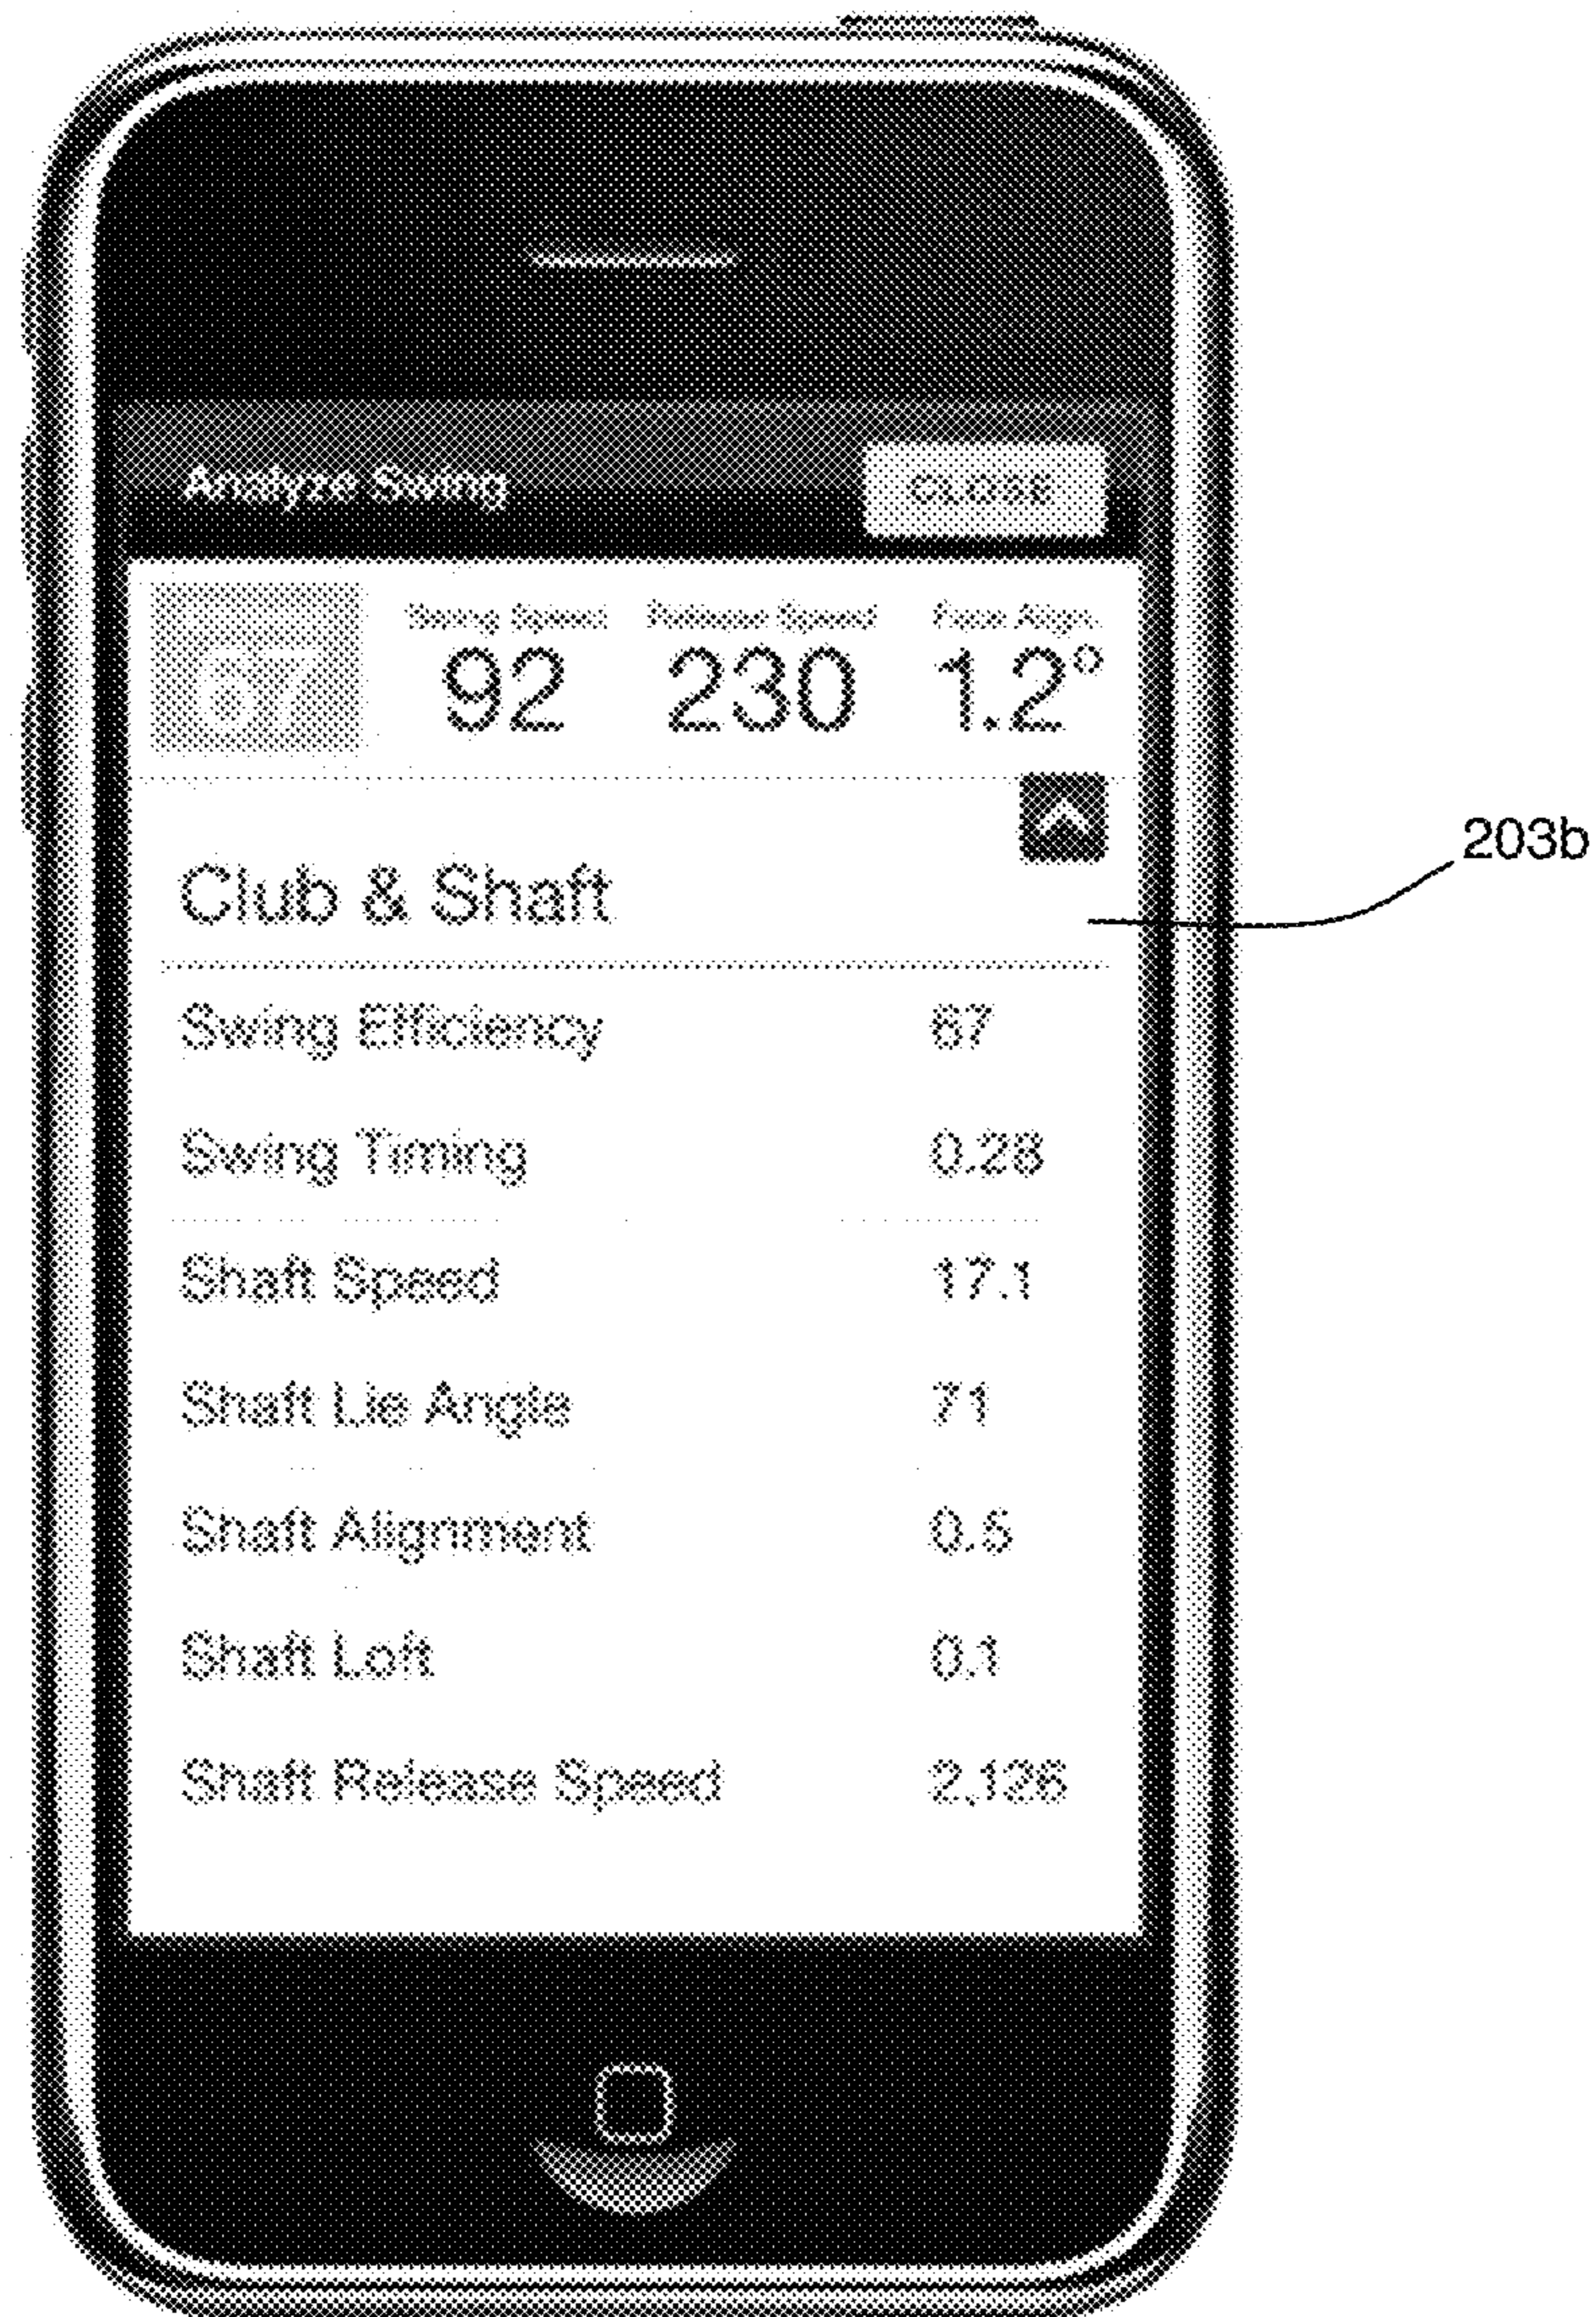 Analyze Swing CLOSE
Swing Speed Release Speed Face Align.
67 92 230 1.2°
203b
Club & Shaft
Swing Efficiency 67
Swing Timing 0.28
Shaft Speed 17.1
Shaft Lie Angle 71
Shaft Alignment 0.5
Shaft Loft 0.1
Shaft Release Speed 2,126